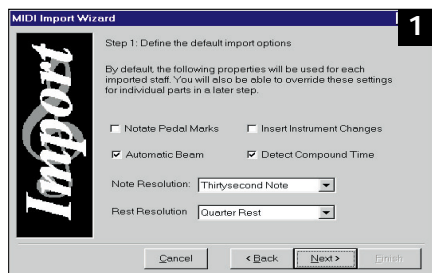 MIDI Import Wizard
1
Import
Step 1: Define the default import options
By default, the following properties will be used for each
imported staff. You will also be able to override these settings
for individual parts in a later step.
Notate Pedal Marks
Insert Instrument Changes
Automatic Beam
Detect Compound Time
Note Resolution: Thirtysecond Note
Rest Resolution Quarter Rest
Cancel < Back Next > Finish